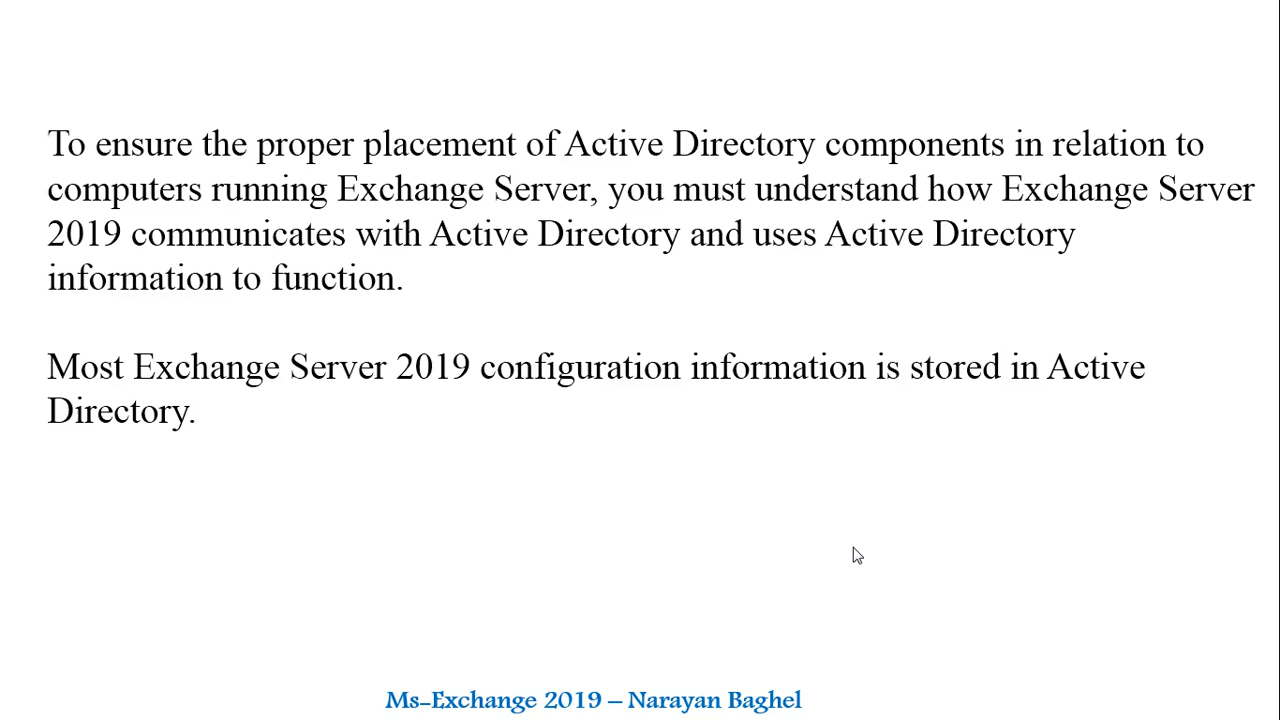 To ensure the proper placement of Active Directory components in relation to
computers running Exchange Server, you must understand how Exchange Server
2019 communicates with Active Directory and uses Active Directory
information to function.
Most Exchange Server 2019 configuration information is stored in Active
Directory.
Ms-Exchange 2019 – Narayan Baghel